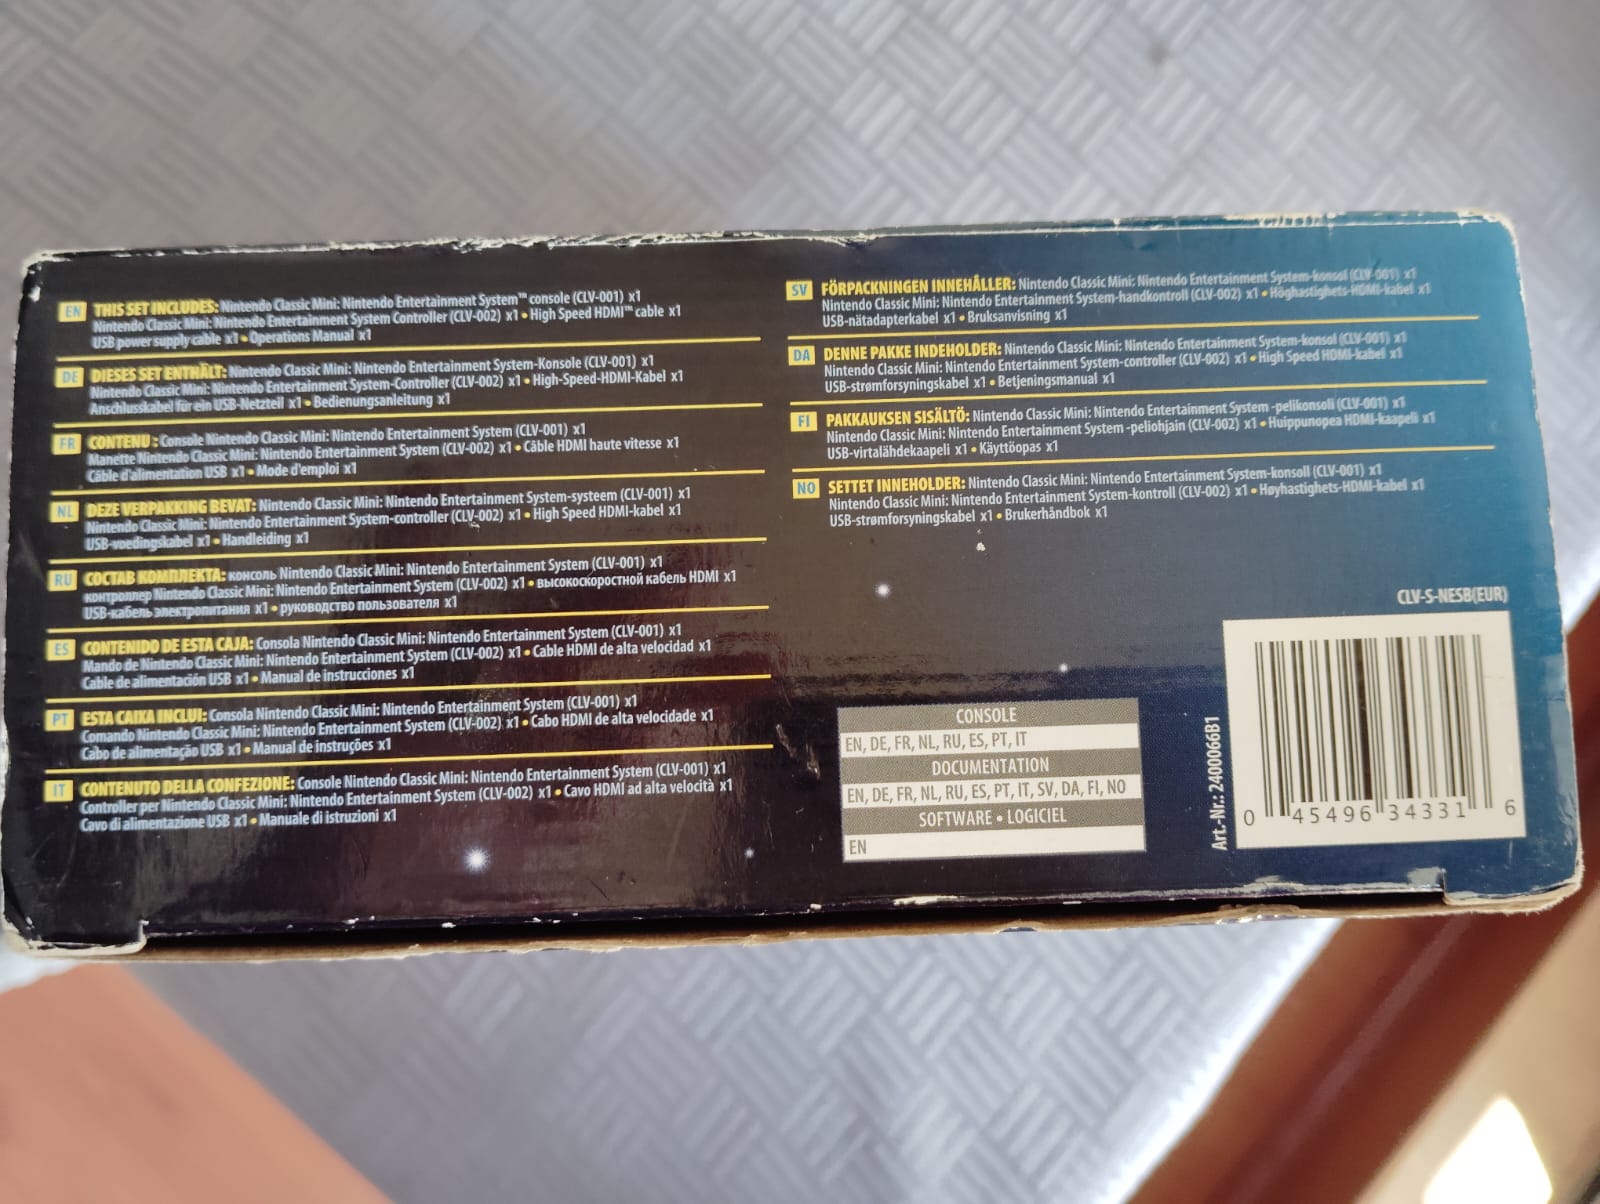 EN THIS SET INCLUDES: Nintendo Classic Mini: Nintendo Entertainment System™ console (CLV-001) x1
Nintendo Classic Mini: Nintendo Entertainment System Controller (CLV-002) x1 • High Speed HDMI™ cable x1
USB power supply cable x1 • Operations Manual x1
DE DIESES SET ENTHÄLT: Nintendo Classic Mini: Nintendo Entertainment System-Konsole (CLV-001) x1
Nintendo Classic Mini: Nintendo Entertainment System-Controller (CLV-002) x1 • High-Speed-HDMI-Kabel x1
Anschlusskabel für ein USB-Netzteil x1 • Bedienungsanleitung x1
FR CONTENU : Console Nintendo Classic Mini: Nintendo Entertainment System (CLV-001) x1
Manette Nintendo Classic Mini: Nintendo Entertainment System (CLV-002) x1 • Câble HDMI haute vitesse x1
Câble d'alimentation USB x1 • Mode d'emploi x1
NL DEZE VERPAKKING BEVAT: Nintendo Classic Mini: Nintendo Entertainment System-systeem (CLV-001) x1
Nintendo Classic Mini: Nintendo Entertainment System-controller (CLV-002) x1 • High Speed HDMI-kabel x1
USB-voedingskabel x1 • Handleiding x1
RU СОСТАВ КОМПЛЕКТА: консоль Nintendo Classic Mini: Nintendo Entertainment System (CLV-001) x1
контроллер Nintendo Classic Mini: Nintendo Entertainment System (CLV-002) x1 • высокоскоростной кабель HDMI x1
USB-кабель электропитания x1 • руководство пользователя x1
ES CONTENIDO DE ESTA CAJA: Consola Nintendo Classic Mini: Nintendo Entertainment System (CLV-001) x1
Mando de Nintendo Classic Mini: Nintendo Entertainment System (CLV-002) x1 • Cable HDMI de alta velocidad x1
Cable de alimentación USB x1 • Manual de instrucciones x1
PT ESTA CAIXA INCLUI: Consola Nintendo Classic Mini: Nintendo Entertainment System (CLV-001) x1
Comando Nintendo Classic Mini: Nintendo Entertainment System (CLV-002) x1 • Cabo HDMI de alta velocidade x1
Cabo de alimentação USB x1 • Manual de instruções x1
IT CONTENUTO DELLA CONFEZIONE: Console Nintendo Classic Mini: Nintendo Entertainment System (CLV-001) x1
Controller per Nintendo Classic Mini: Nintendo Entertainment System (CLV-002) x1 • Cavo HDMI ad alta velocità x1
Cavo di alimentazione USB x1 • Manuale di istruzioni x1
SV FÖRPACKNINGEN INNEHÅLLER: Nintendo Classic Mini: Nintendo Entertainment System-konsol (CLV-001) x1
Nintendo Classic Mini: Nintendo Entertainment System-handkontroll (CLV-002) x1 • Höghastighets-HDMI-kabel x1
USB-nätadapterkabel x1 • Bruksanvisning x1
DA DENNE PAKKE INDEHOLDER: Nintendo Classic Mini: Nintendo Entertainment System-konsol (CLV-001) x1
Nintendo Classic Mini: Nintendo Entertainment System-controller (CLV-002) x1 • High Speed HDMI-kabel x1
USB-strømforsyningskabel x1 • Betjeningsmanual x1
FI PAKKAUKSEN SISÄLTÖ: Nintendo Classic Mini: Nintendo Entertainment System -pelikonsoli (CLV-001) x1
Nintendo Classic Mini: Nintendo Entertainment System -peliohjain (CLV-002) x1 • Huippunopea HDMI-kaapeli x1
USB-virtalähdekaapeli x1 • Käyttöopas x1
NO SETTET INNEHOLDER: Nintendo Classic Mini: Nintendo Entertainment System-konsoll (CLV-001) x1
Nintendo Classic Mini: Nintendo Entertainment System-kontroll (CLV-002) x1 • Høyhastighets-HDMI-kabel x1
USB-strømforsyningskabel x1 • Brukerhåndbok x1
CONSOLE
EN, DE, FR, NL, RU, ES, PT, IT
DOCUMENTATION
EN, DE, FR, NL, RU, ES, PT, IT, SV, DA, FI, NO
SOFTWARE • LOGICIEL
EN
CLV-S-NESB(EUR)
Art.-Nr.: 2400066B1
0 45496 34331 6